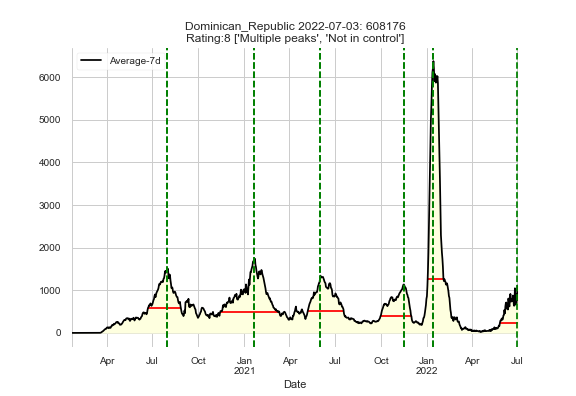 Dominican_Republic 2022-07-03: 608176
Rating:8 ['Multiple peaks', 'Not in control']
Average-7d
6000
5000
4000
3000
2000
1000
0
Apr Jul Oct Jan Apr Jul Oct Jan Apr Jul
2021 2022
Date